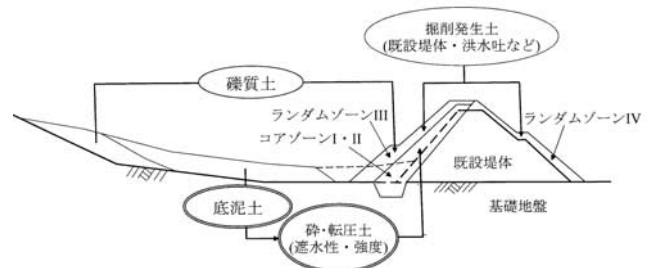 掘削発生土
(既設堤体・洪水吐など)
礫質土
ランダムゾーンIII
ランダムゾーンIV
コアゾーンI・II
既設堤体
底泥土
基礎地盤
砕・転圧土
(遮水性・強度)